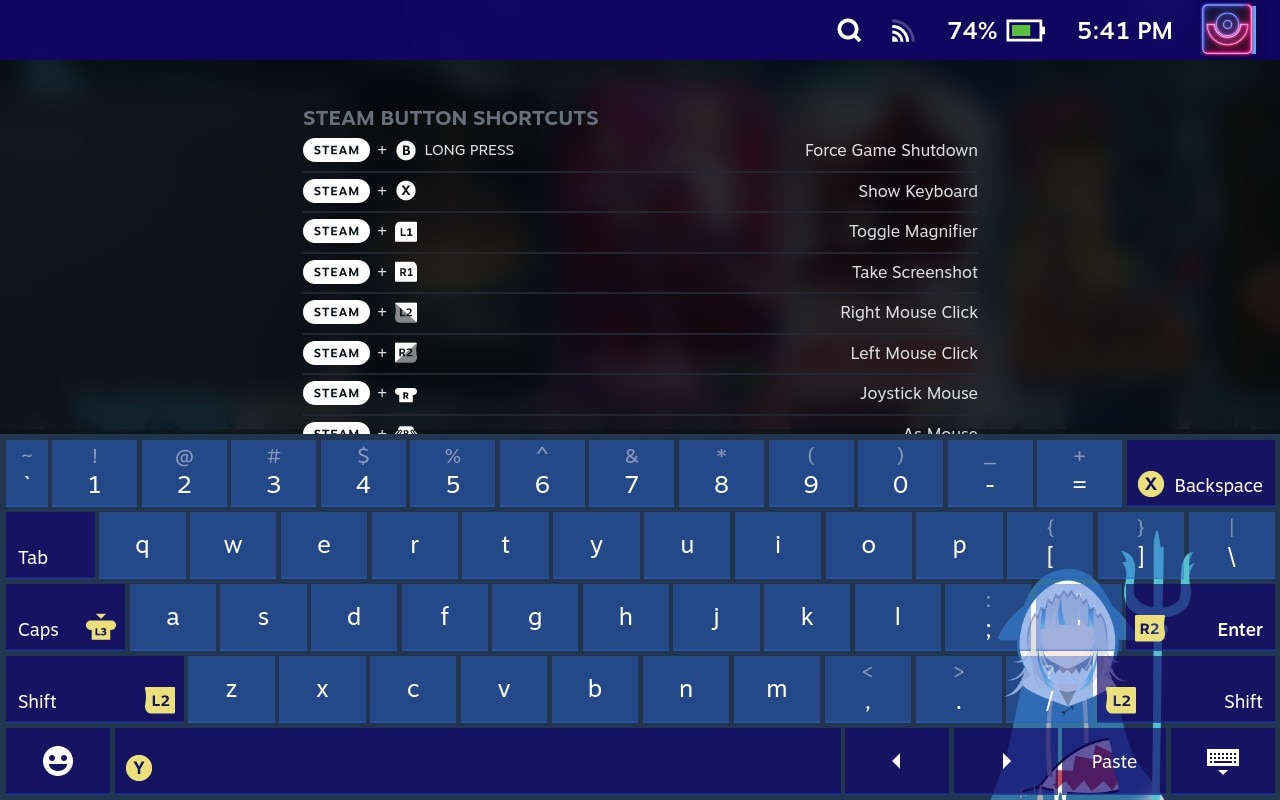 74% 5:41 PM
STEAM BUTTON SHORTCUTS
STEAM + B LONG PRESS Force Game Shutdown
STEAM + X Show Keyboard
STEAM + L1 Toggle Magnifier
STEAM + R1 Take Screenshot
STEAM + L2 Right Mouse Click
STEAM + R2 Left Mouse Click
STEAM + R Joystick Mouse
STEAM + As Mouse
~ ! @ # $ % ^ & * ( ) _ +
` 1 2 3 4 5 6 7 8 9 0 - = X Backspace
{ } |
Tab q w e r t y u i o p [ ] \
:
Caps L3 a s d f g h j k l ; ' R2 Enter
< >
Shift L2 z x c v b n m , . / L2 Shift
Y Paste